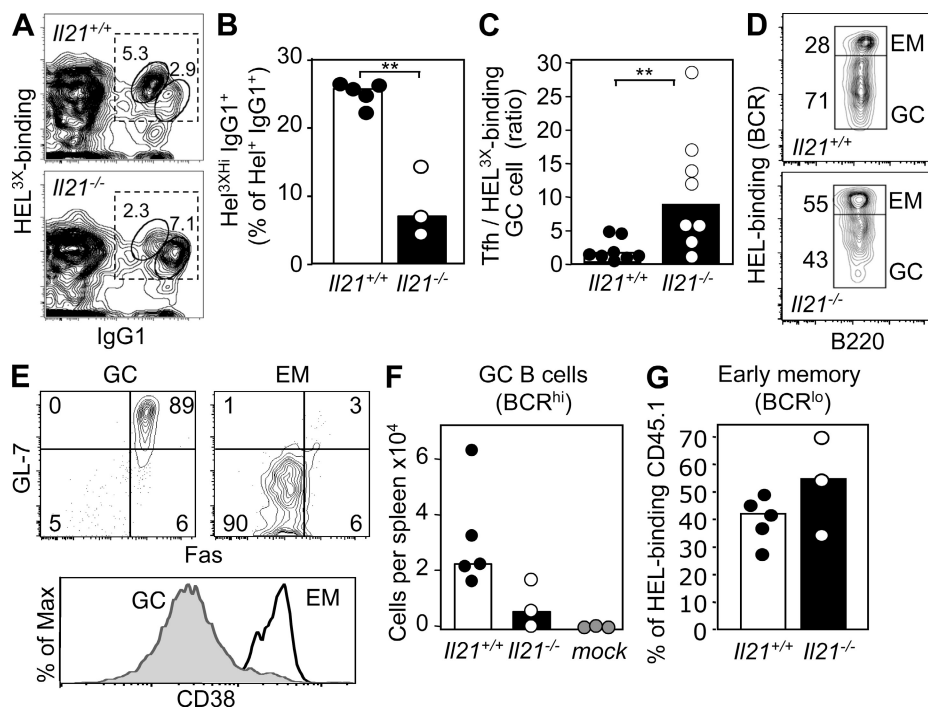 A
Il21+/+
5.3
2.9
Il21-/-
2.3
7.1
HEL3X-binding
IgG1
B
Hel3XHi IgG1+
(% of Hel+ IgG1+)
30
20
10
0
**
Il21+/+ Il21-/-
C
Tfh / HEL3X-binding
GC cell (ratio)
30
25
20
15
10
5
0
**
Il21+/+ Il21-/-
D
28
EM
71
GC
Il21+/+
55
EM
43
GC
Il21-/-
HEL-binding (BCR)
B220
E
GC
EM
0
89
5
6
1
3
90
6
GL-7
Fas
GC
EM
% of Max
CD38
F
GC B cells
(BCRhi)
Cells per spleen x10⁴
6
4
2
0
Il21+/+ Il21-/- mock
G
Early memory
(BCRlo)
% of HEL-binding CD45.1
70
60
50
40
30
20
10
0
Il21+/+ Il21-/-